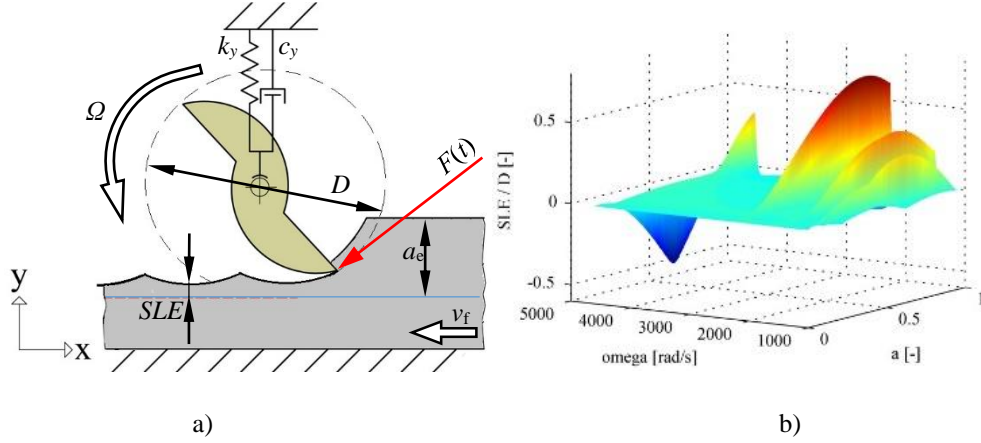 k_y
c_y
Ω
F(t)
D
a_e
y
SLE
v_f
x
0.5
0
-0.5
SLE / D [-]
5000
4000
3000
2000
1000
omega [rad/s]
0
0.5
1
a [-]
a)
b)